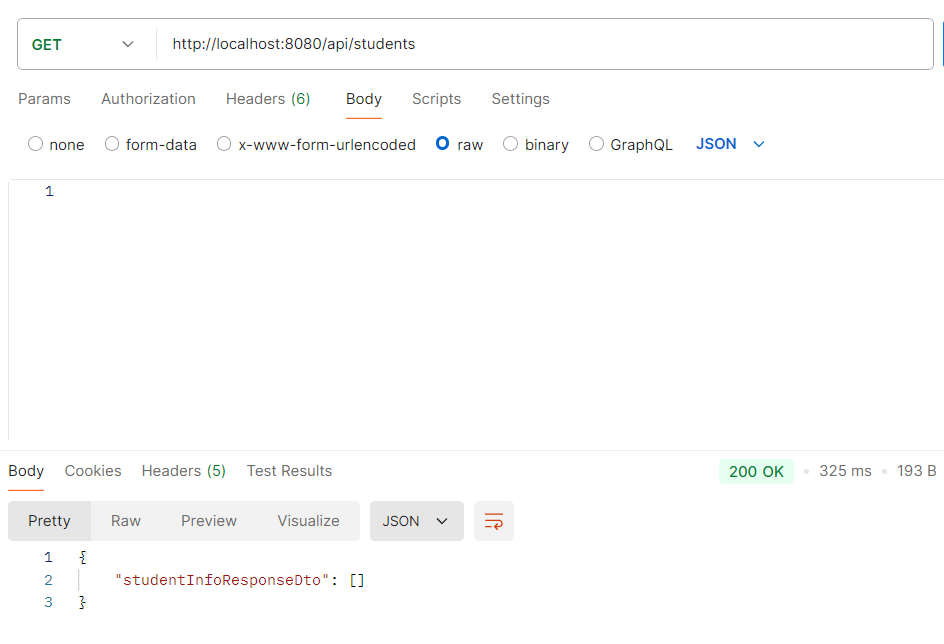 GET http://localhost:8080/api/students
Params Authorization Headers (6) Body Scripts Settings
none form-data x-www-form-urlencoded raw binary GraphQL JSON
1
Body Cookies Headers (5) Test Results 200 OK 325 ms 193 B
Pretty Raw Preview Visualize JSON
1 {
2 "studentInfoResponseDto": []
3 }